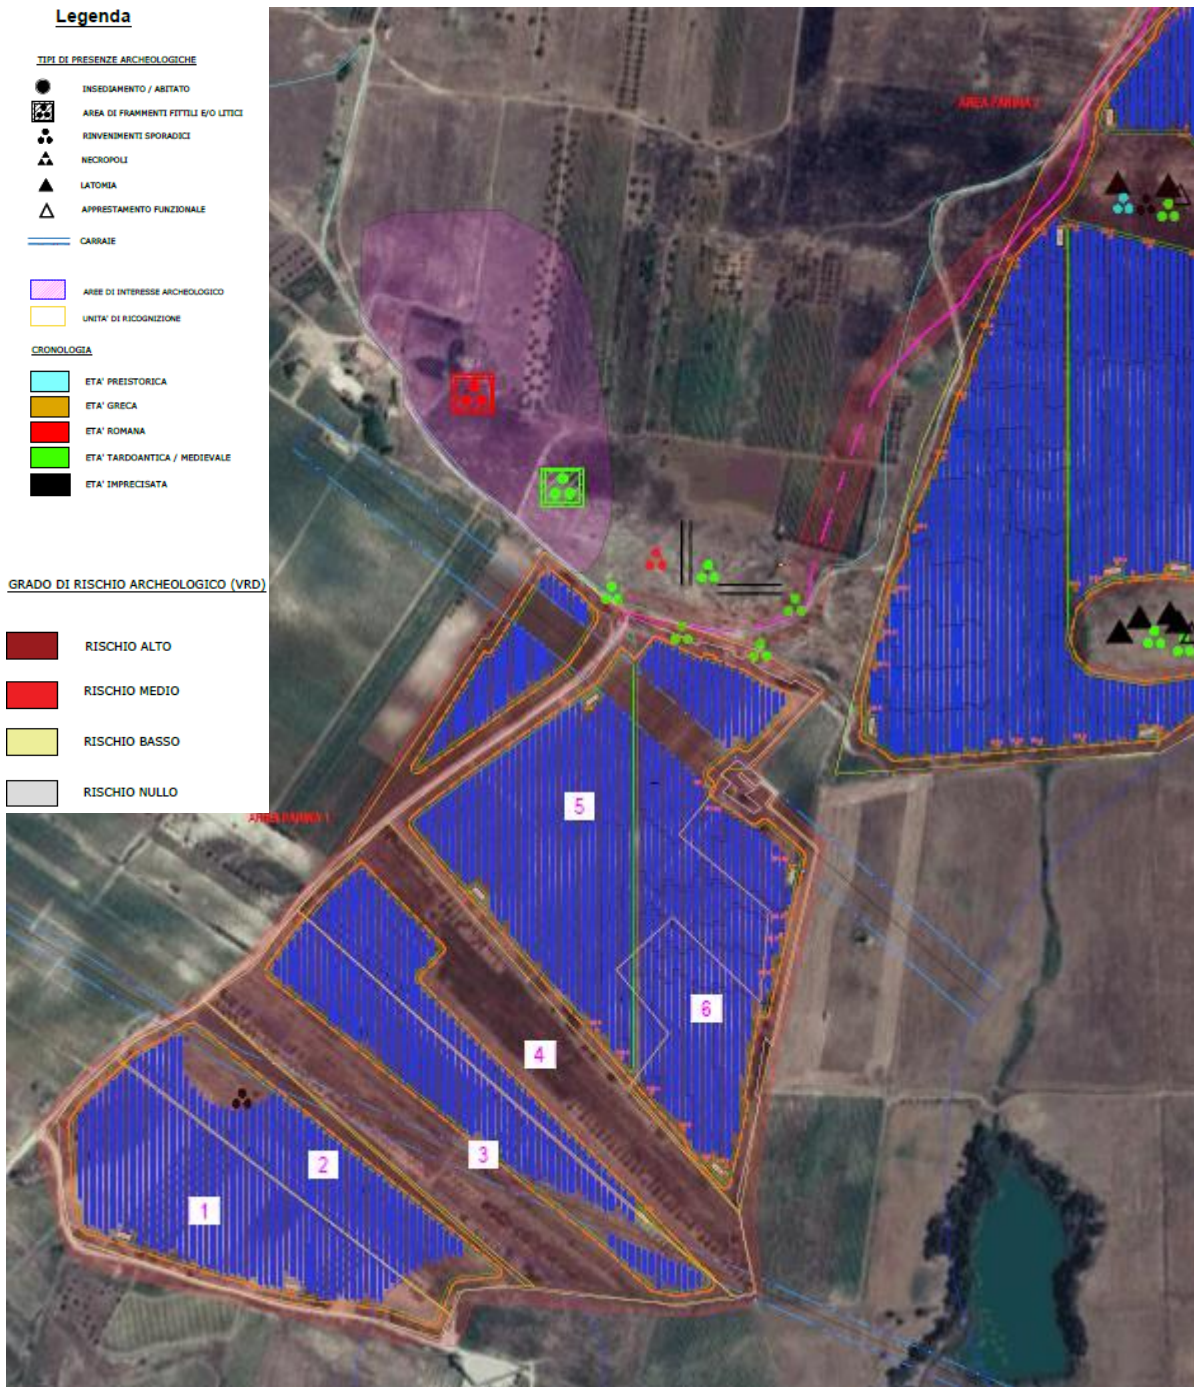 Legenda
TIPI DI PRESENZE ARCHEOLOGICHE
INSEDIAMENTO / ABITATO
AREA DI FRAMMENTI FITTILI E/O LITICI
RINVENIMENTI SPORADICI
NECROPOLI
LATOMIA
APPRESTAMENTO FUNZIONALE
CARRAIE
AREE DI INTERESSE ARCHEOLOGICO
UNITA' DI RICOGNIZIONE
CRONOLOGIA
ETA' PREISTORICA
ETA' GRECA
ETA' ROMANA
ETA' TARDOANTICA / MEDIEVALE
ETA' IMPRECISATA
GRADO DI RISCHIO ARCHEOLOGICO (VRD)
RISCHIO ALTO
RISCHIO MEDIO
RISCHIO BASSO
RISCHIO NULLO
AREA FARINA 2
AREA FARINA 1
5
6
4
3
2
1